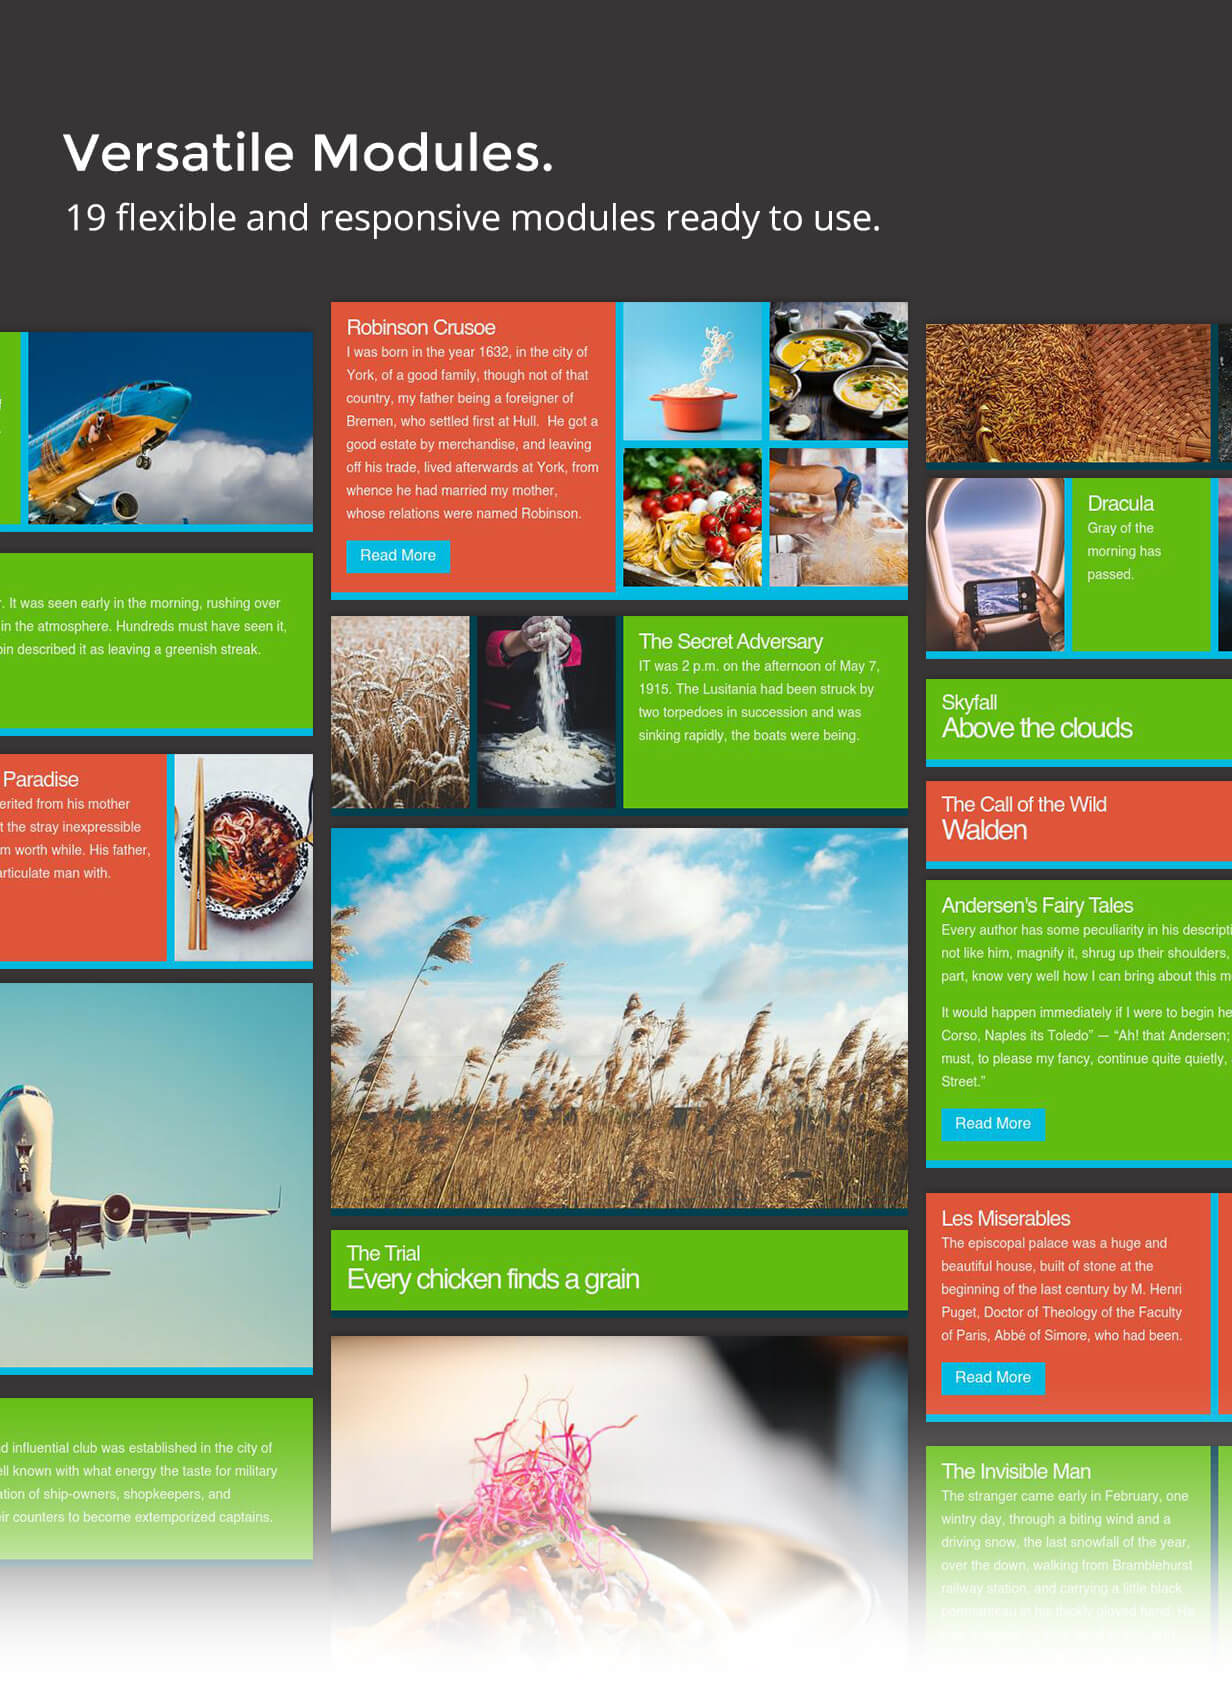 Versatile Modules.
19 flexible and responsive modules ready to use.
. It was seen early in the morning, rushing over
in the atmosphere. Hundreds must have seen it,
described it as leaving a greenish streak.
Paradise
erited from his mother
t the stray inexpressible
m worth while. His father,
articulate man with.
d influential club was established in the city of
ell known with what energy the taste for military
ation of ship-owners, shopkeepers, and
eir counters to become extemporized captains.
Robinson Crusoe
I was born in the year 1632, in the city of
York, of a good family, though not of that
country, my father being a foreigner of
Bremen, who settled first at Hull. He got a
good estate by merchandise, and leaving
off his trade, lived afterwards at York, from
whence he had married my mother,
whose relations were named Robinson.
Read More
The Secret Adversary
IT was 2 p.m. on the afternoon of May 7,
1915. The Lusitania had been struck by
two torpedoes in succession and was
sinking rapidly, the boats were being.
The Trial
Every chicken finds a grain
Dracula
Gray of the
morning has
passed.
Skyfall
Above the clouds
The Call of the Wild
Walden
Andersen's Fairy Tales
Every author has some peculiarity in his descripti
not like him, magnify it, shrug up their shoulders,
part, know very well how I can bring about this m
It would happen immediately if I were to begin he
Corso, Naples its Toledo” — “Ah! that Andersen;
must, to please my fancy, continue quite quietly,
Street.”
Read More
Les Miserables
The episcopal palace was a huge and
beautiful house, built of stone at the
beginning of the last century by M. Henri
Puget, Doctor of Theology of the Faculty
of Paris, Abbé of Simore, who had been.
Read More
The Invisible Man
The stranger came early in February, one
wintry day, through a biting wind and a
driving snow, the last snowfall of the year,
over the down, walking from Bramblehurst
railway station, and carrying a little black
portmanteau in his thickly gloved hand. He